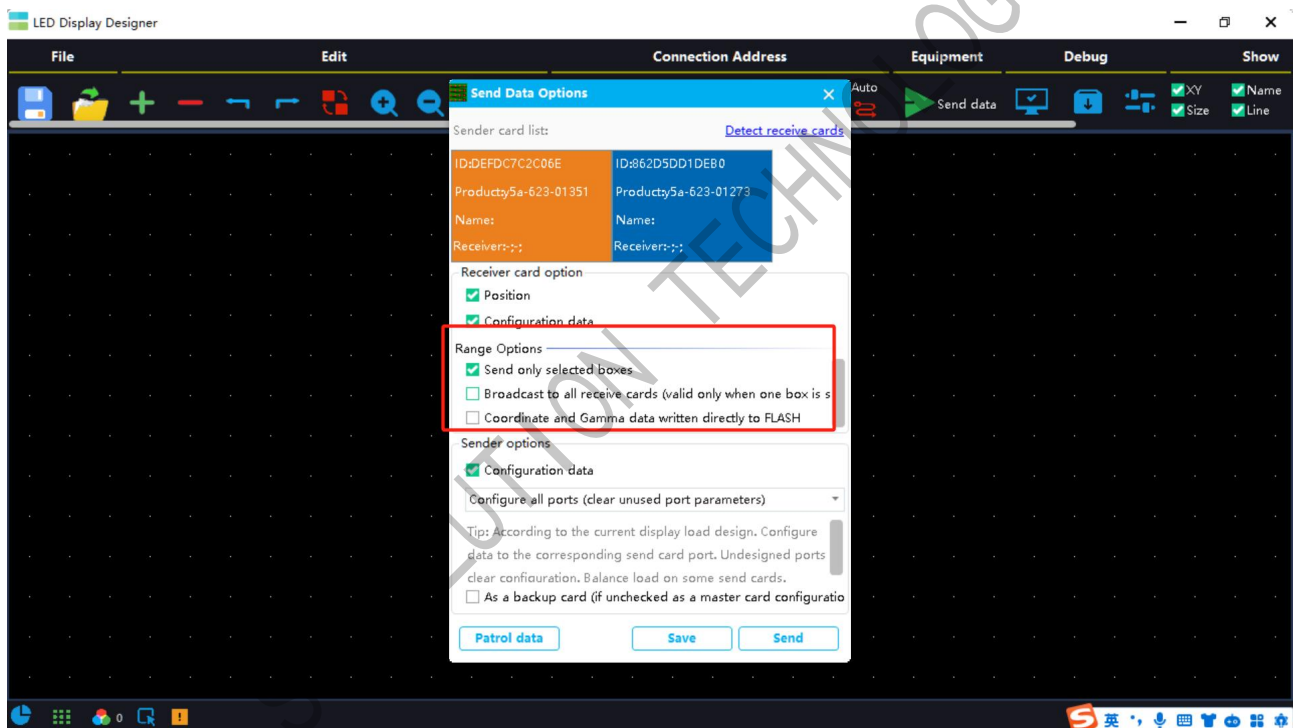 LED Display Designer
File Edit Connection Address Equipment Debug Show
Auto
Send data
XY
Name
Size
Line
Send Data Options
Sender card list: Detect receive cards
ID:DEFDC7C2C06E ID:862D5DD1DEB0
Product:y5a-623-01351 Product:y5a-623-01273
Name: Name:
Receiver:-;-; Receiver:-;-;
Receiver card option
Position
Configuration data
Range Options
Send only selected boxes
Broadcast to all receive cards (valid only when one box is s
Coordinate and Gamma data written directly to FLASH
Sender options
Configuration data
Configure all ports (clear unused port parameters)
Tip: According to the current display load design. Configure
data to the corresponding send card port. Undesigned ports
clear configuration. Balance load on some send cards.
As a backup card (if unchecked as a master card configuratio
Patrol data Save Send
0
英
LUTION TECHNOLOG